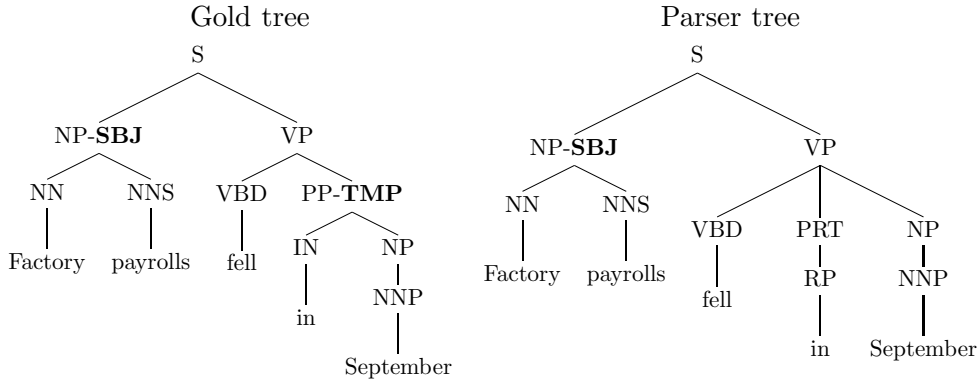 Gold tree
S
NP-SBJ VP
NN NNS VBD PP-TMP
Factory payrolls fell IN NP
in NNP
September
Parser tree
S
NP-SBJ VP
NN NNS VBD PRT NP
Factory payrolls fell RP NNP
in September